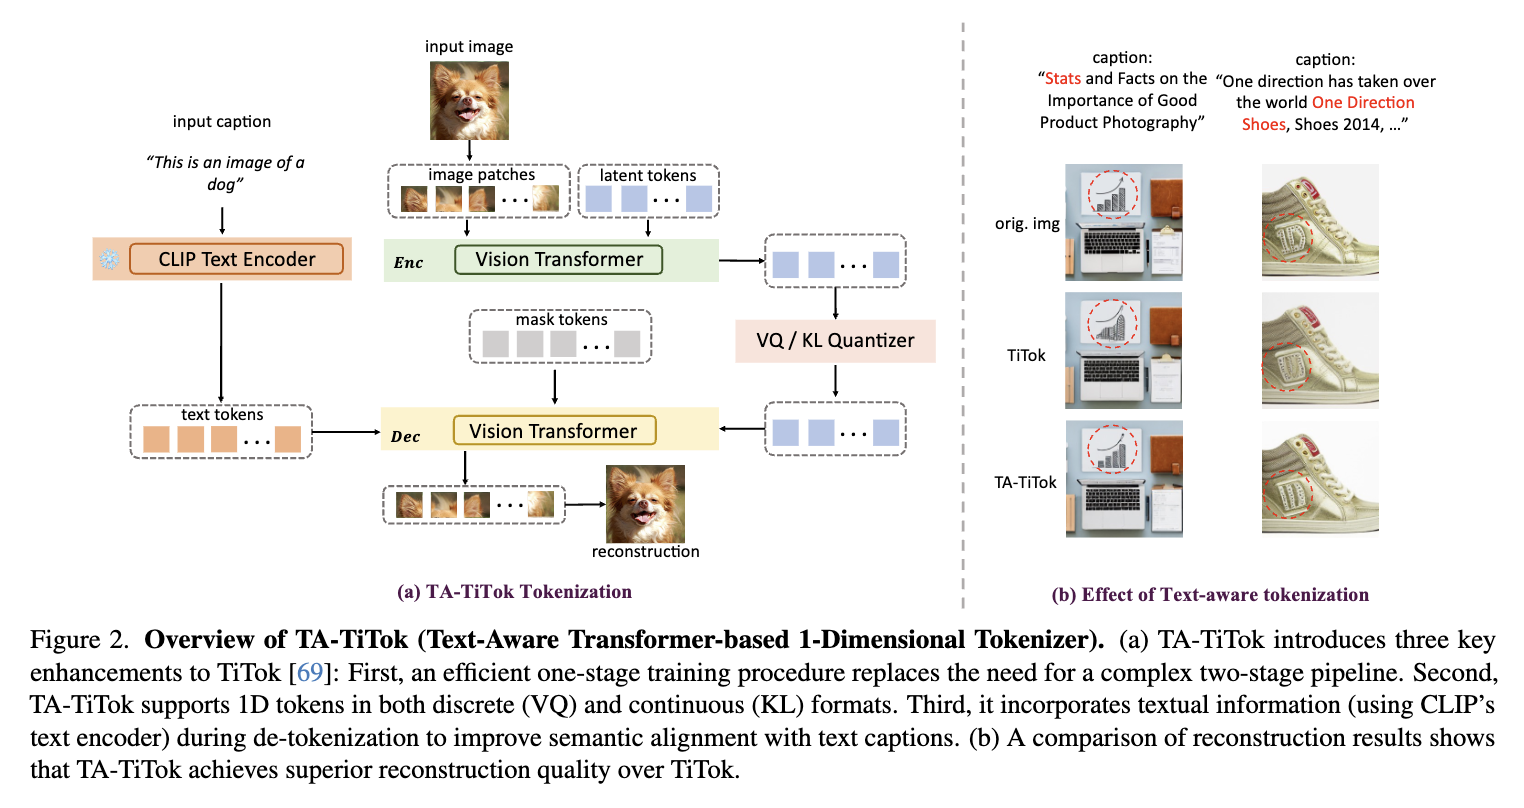 input image
input caption
“This is an image of a
dog”
image patches
latent tokens
CLIP Text Encoder
Enc
Vision Transformer
mask tokens
VQ / KL Quantizer
text tokens
Dec
Vision Transformer
reconstruction
(a) TA-TiTok Tokenization
caption:
“Stats and Facts on the
Importance of Good
Product Photography”
caption:
“One direction has taken over
the world One Direction
Shoes, Shoes 2014, …”
orig. img
1D
TiTok
TA-TiTok
(b) Effect of Text-aware tokenization
Figure 2. Overview of TA-TiTok (Text-Aware Transformer-based 1-Dimensional Tokenizer). (a) TA-TiTok introduces three key
enhancements to TiTok [69]: First, an efficient one-stage training procedure replaces the need for a complex two-stage pipeline. Second,
TA-TiTok supports 1D tokens in both discrete (VQ) and continuous (KL) formats. Third, it incorporates textual information (using CLIP’s
text encoder) during de-tokenization to improve semantic alignment with text captions. (b) A comparison of reconstruction results shows
that TA-TiTok achieves superior reconstruction quality over TiTok.